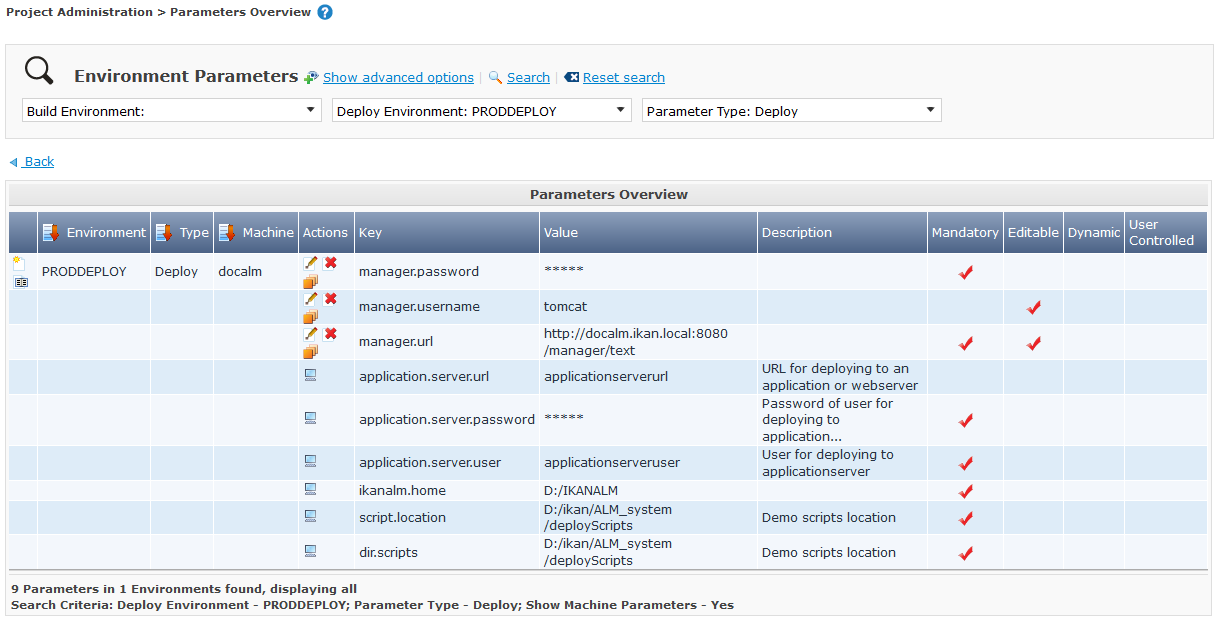 Project Administration > Parameters Overview ?
Environment Parameters Show advanced options | Search | Reset search
Build Environment: Deploy Environment: PRODDEPLOY Parameter Type: Deploy
Back
Parameters Overview
Environment Type Machine Actions Key Value Description Mandatory Editable Dynamic User
Controlled
PRODDEPLOY Deploy docalm manager.password *****
manager.username tomcat
manager.url http://docalm.ikan.local:8080
/manager/text
application.server.url applicationserverurl URL for deploying to an
application or webserver
application.server.password ***** Password of user for
deploying to
application...
application.server.user applicationserveruser User for deploying to
applicationserver
ikanalm.home D:/IKANALM
script.location D:/ikan/ALM_system
/deployScripts Demo scripts location
dir.scripts D:/ikan/ALM_system
/deployScripts Demo scripts location
9 Parameters in 1 Environments found, displaying all
Search Criteria: Deploy Environment - PRODDEPLOY; Parameter Type - Deploy; Show Machine Parameters - Yes